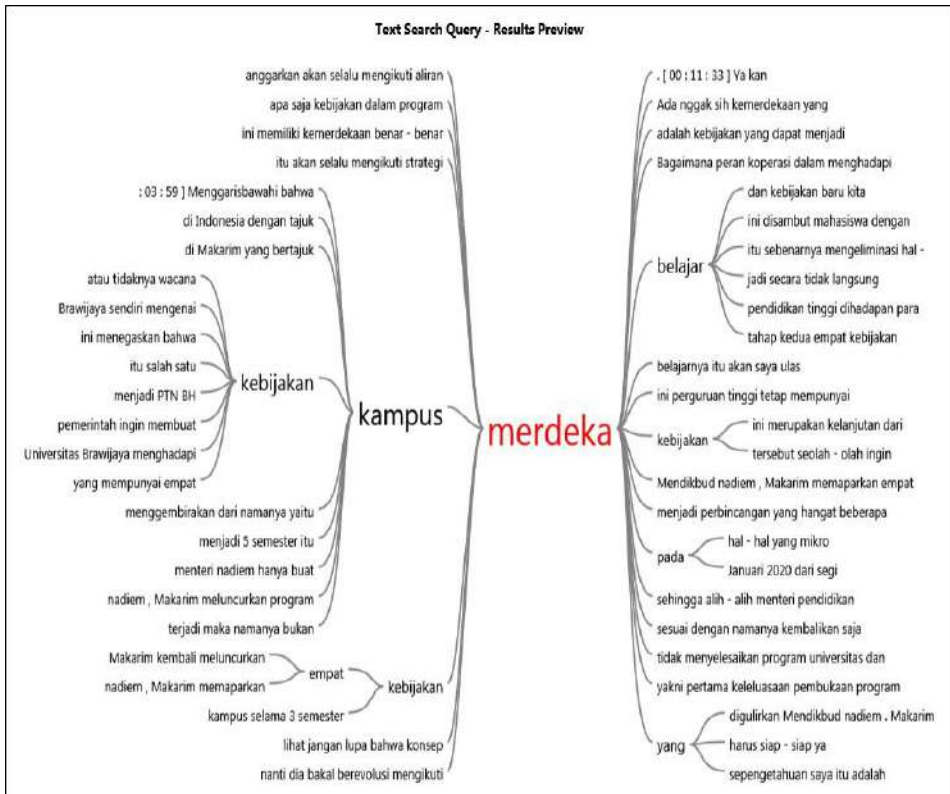 Text Search Query - Results Preview
anggarkan akan selalu mengikuti aliran
apa saja kebijakan dalam program
ini memiliki kemerdekaan benar - benar
itu akan selalu mengikuti strategi
: 03 : 59 ] Menggarisbawahi bahwa
di Indonesia dengan tajuk
di Makarim yang bertajuk
atau tidaknya wacana
Brawijaya sendiri mengenai
ini menegaskan bahwa
itu salah satu
menjadi PTN BH
pemerintah ingin membuat
Universitas Brawijaya menghadapi
yang mempunyai empat
kebijakan
kampus
menggembirakan dari namanya yaitu
menjadi 5 semester itu
menteri nadiem hanya buat
nadiem , Makarim meluncurkan program
terjadi maka namanya bukan
Makarim kembali meluncurkan
nadiem , Makarim memaparkan
empat
kampus selama 3 semester
kebijakan
lihat jangan lupa bahwa konsep
nanti dia bakal berevolusi mengikuti
merdeka
. [ 00 : 11 : 33 ] Ya kan
Ada nggak sih kemerdekaan yang
adalah kebijakan yang dapat menjadi
Bagaimana peran koperasi dalam menghadapi
belajar
dan kebijakan baru kita
ini disambut mahasiswa dengan
itu sebenarnya mengeliminasi hal -
jadi secara tidak langsung
pendidikan tinggi dihadapan para
tahap kedua empat kebijakan
belajarnya itu akan saya ulas
ini perguruan tinggi tetap mempunyai
kebijakan
ini merupakan kelanjutan dari
tersebut seolah - olah ingin
Mendikbud nadiem , Makarim memaparkan empat
menjadi perbincangan yang hangat beberapa
pada
hal - hal yang mikro
Januari 2020 dari segi
sehingga alih - alih menteri pendidikan
sesuai dengan namanya kembalikan saja
tidak menyelesaikan program universitas dan
yakni pertama keleluasaan pembukaan program
yang
digulirkan Mendikbud nadiem . Makarim
harus siap - siap ya
sepengetahuan saya itu adalah